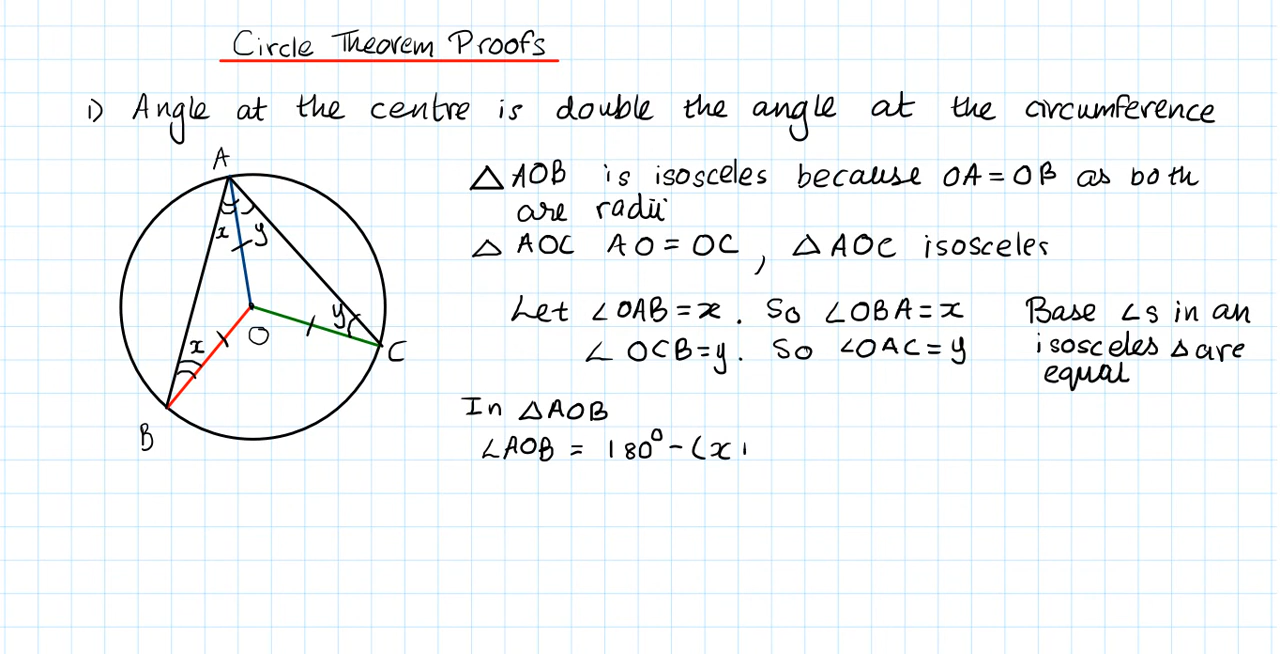 Circle Theorem Proofs
1) Angle at the centre is double the angle at the circumference
A
x y
y
x
O
C
B
△AOB is isosceles because OA = OB as both
are radii
△ AOC AO = OC , △AOC isosceles
Let ∠OAB = x . So ∠OBA = x
∠ OCB = y . So ∠OAC = y
Base ∠s in an
isosceles △ are
equal
In △AOB
∠AOB = 180° - (x